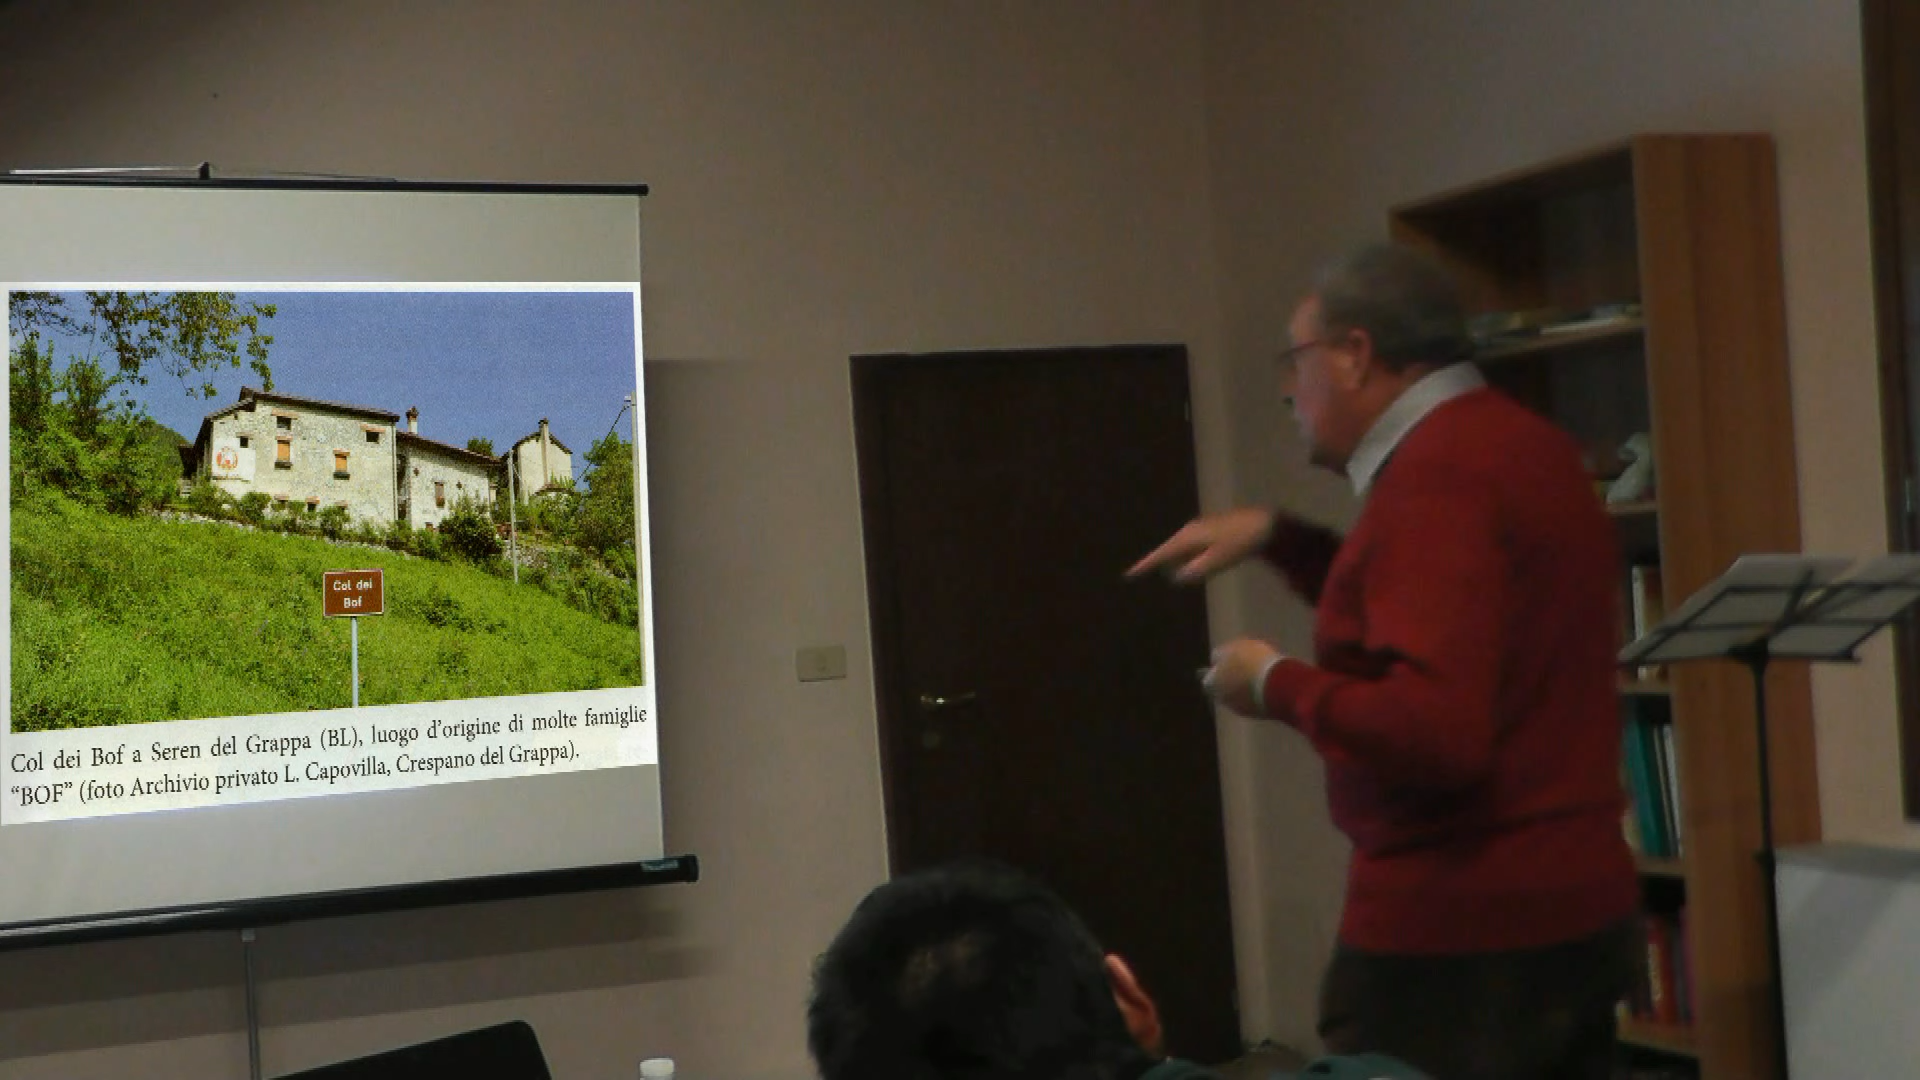 Col dei
Bof
Col dei Bof a Seren del Grappa (BL), luogo d’origine di molte famiglie
“BOF” (foto Archivio privato L. Capovilla, Crespano del Grappa).